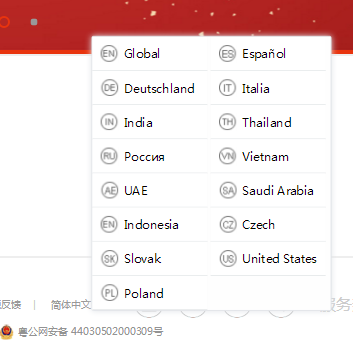 EN Global ES Español
DE Deutschland IT Italia
IN India TH Thailand
RU Россия VN Vietnam
AE UAE SA Saudi Arabia
EN Indonesia CZ Czech
SK Slovak US United States
PL Poland
反馈 | 简体中文 服务
粤公网安备 44030502000309号